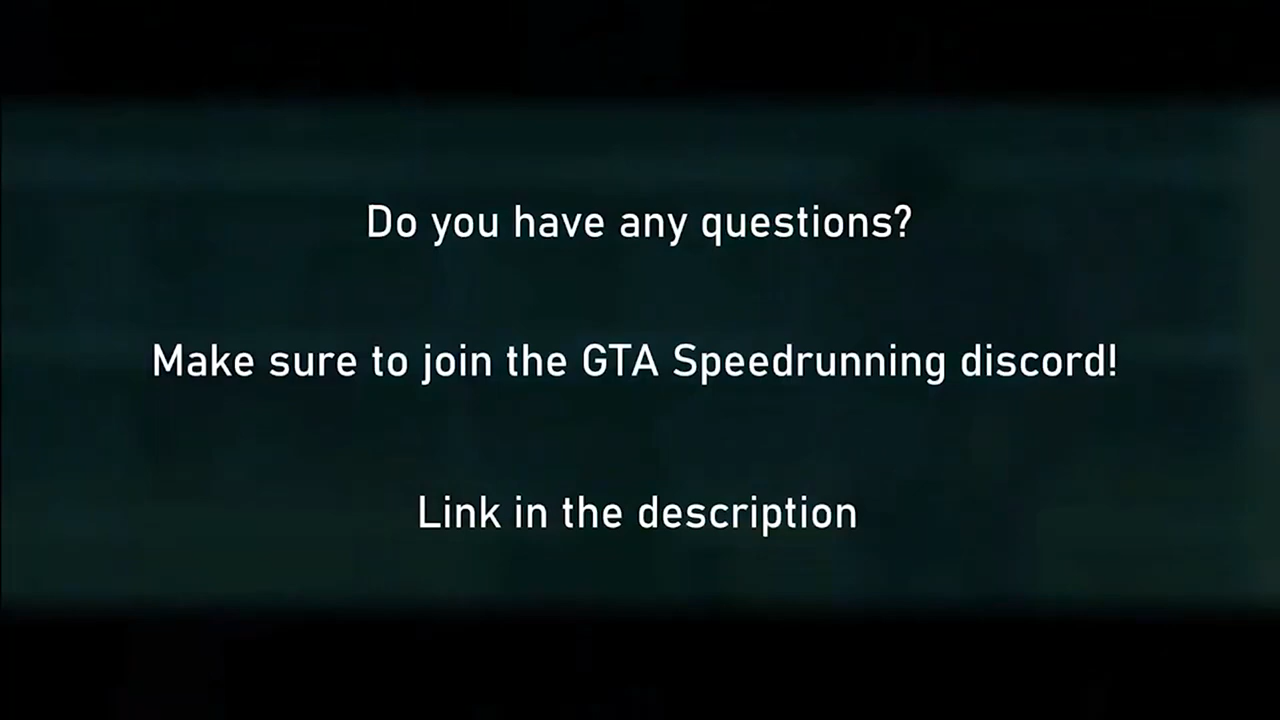 Do you have any questions?
Make sure to join the GTA Speedrunning discord!
Link in the description